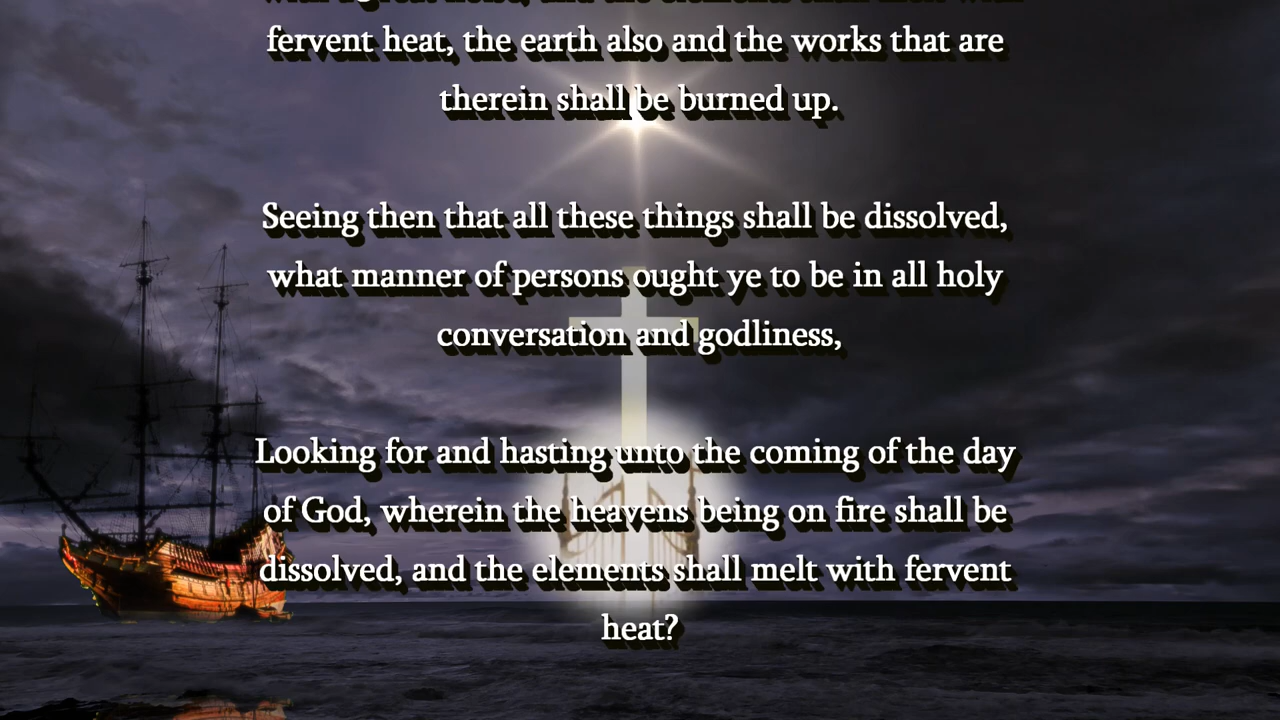 fervent heat, the earth also and the works that are
therein shall be burned up.
Seeing then that all these things shall be dissolved,
what manner of persons ought ye to be in all holy
conversation and godliness,
Looking for and hasting unto the coming of the day
of God, wherein the heavens being on fire shall be
dissolved, and the elements shall melt with fervent
heat?